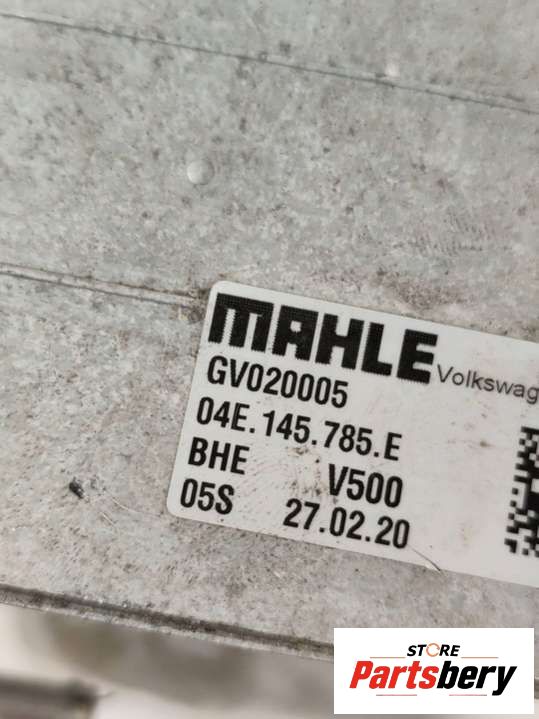 MAHLE
Volkswag
GV020005
04E.145.785.E
BHE V500
05S 27.02.20
STORE
Partsbery